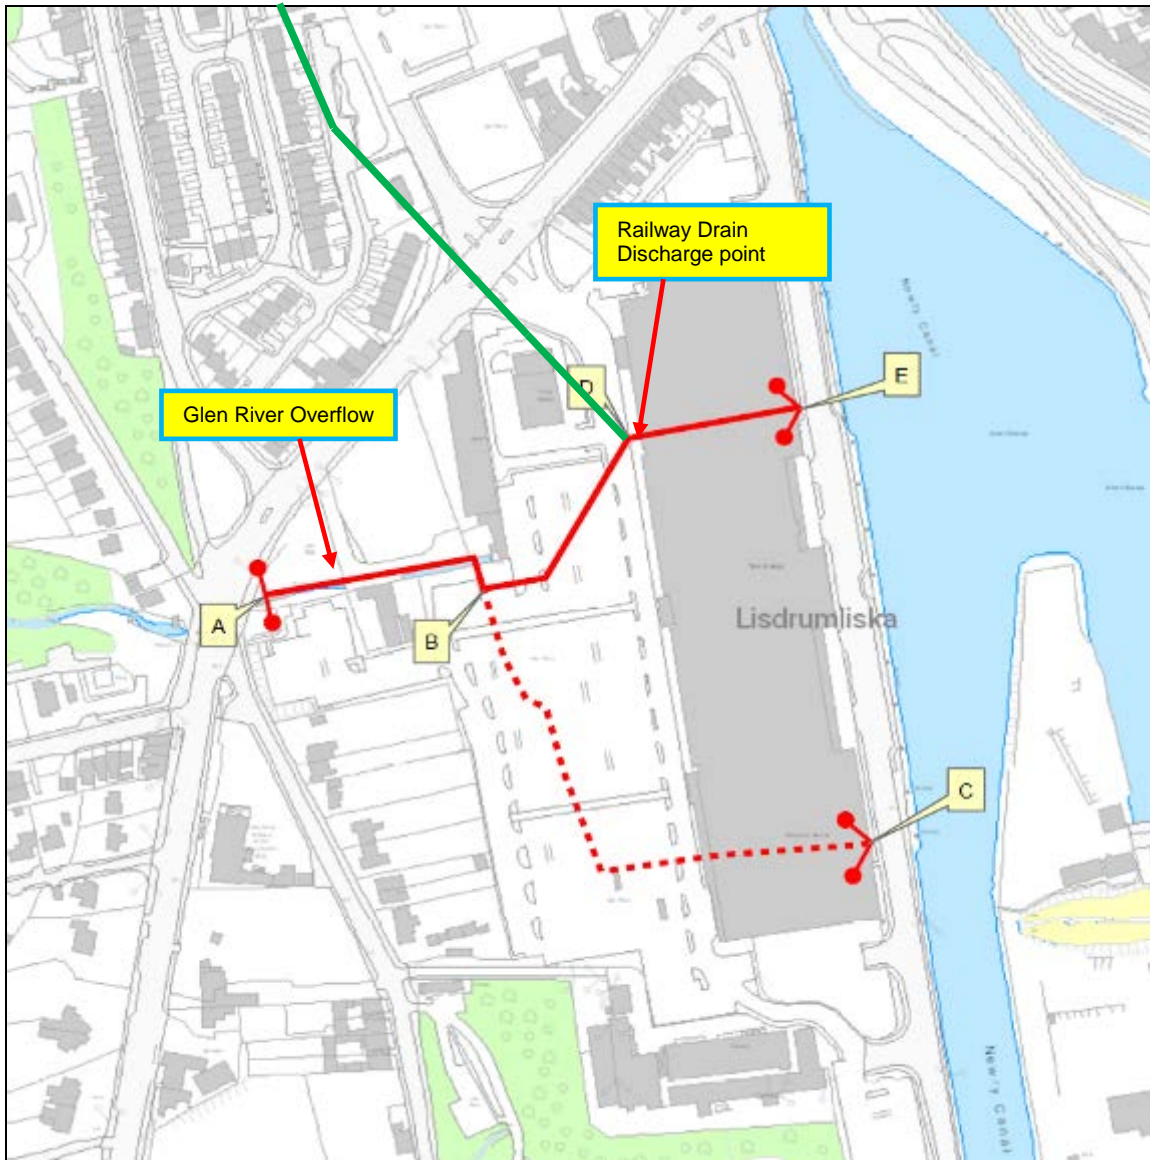 Railway Drain
Discharge point
Newry Canal
D
E
Glen River Overflow
A
B
Lisdrumliska
C
Newry Canal